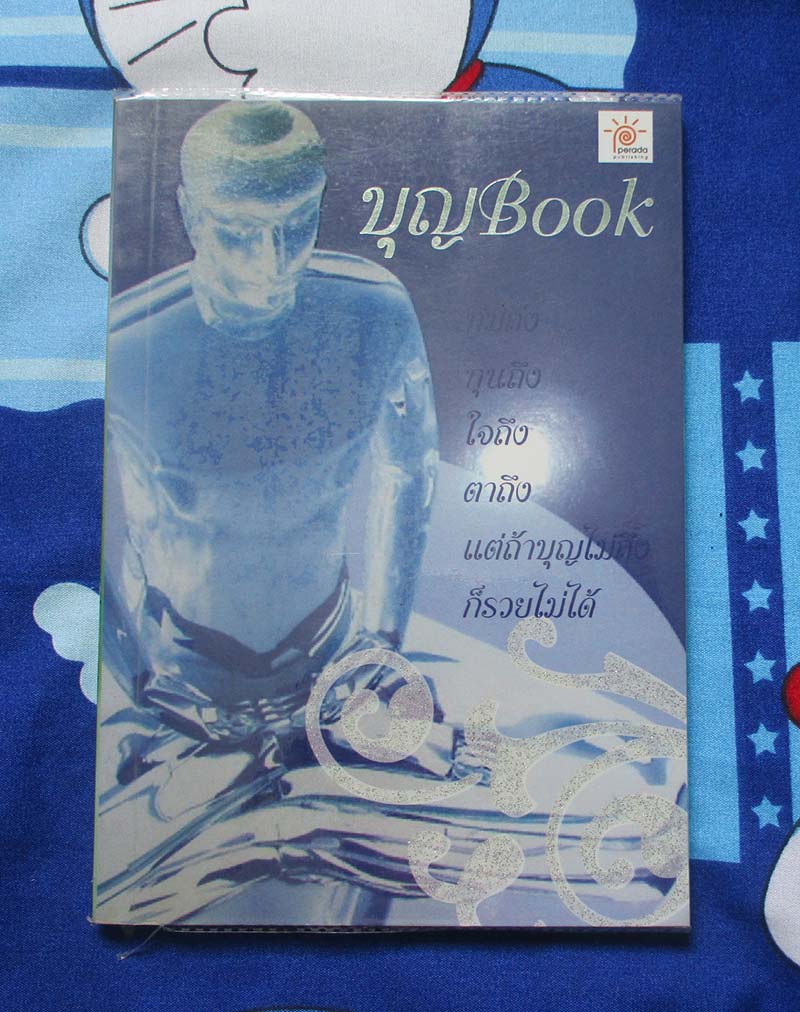 perada
publishing
บุญBook
ทุนถึง
ใจถึง
ตาถึง
แต่ถ้าบุญไม่ถึง
ก็รวยไม่ได้